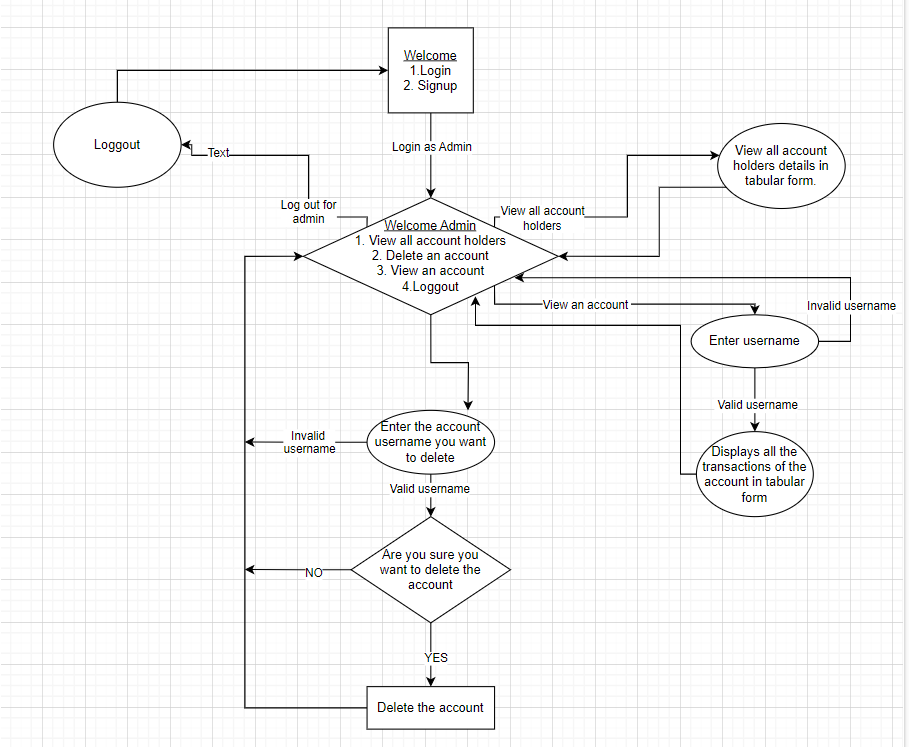 Welcome
1.Login
2. Signup
Login as Admin
Loggout
Text
Log out for
admin
View all account
holders
View all account
holders details in
tabular form.
Welcome Admin
1. View all account holders
2. Delete an account
3. View an account
4.Loggout
View an account
Invalid username
Enter username
Valid username
Displays all the
transactions of the
account in tabular
form
Enter the account
username you want
to delete
Invalid
username
Valid username
Are you sure you
want to delete the
account
NO
YES
Delete the account